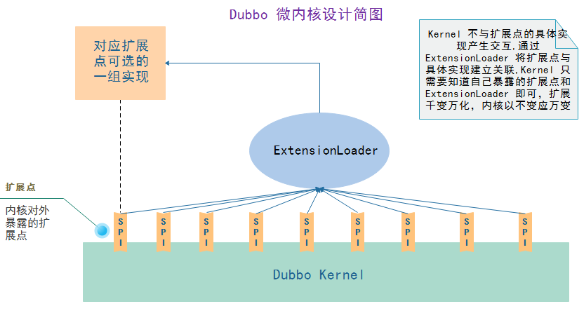 Dubbo 微内核设计简图
对应扩展
点可选的
一组实现
Kernel 不与扩展点的具体实
现产生交互,通过
ExtensionLoader 将扩展点与
具体实现建立关联,Kernel 只
需要知道自己暴露的扩展点和
ExtensionLoader 即可, 扩展
千变万化, 内核以不变应万变
ExtensionLoader
扩展点
内核对外
暴露的扩
展点
SPI
SPI
SPI
SPI
SPI
SPI
SPI
SPI
SPI
Dubbo Kernel